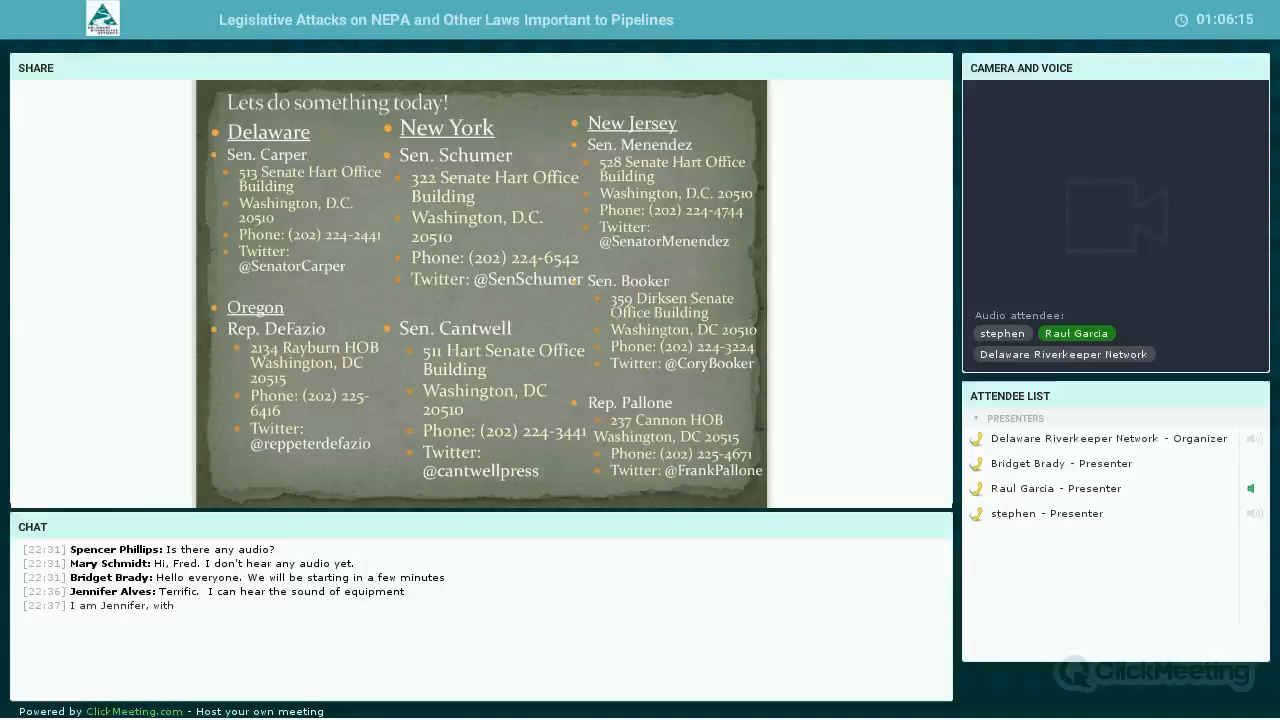 Legislative Attacks on NEPA and Other Laws Important to Pipelines
01:06:15
SHARE
Lets do something today!
Delaware
Sen. Carper
513 Senate Hart Office
Building
Washington, D.C.
20510
Phone: (202) 224-2441
Twitter:
@SenatorCarper
Oregon
Rep. DeFazio
2134 Rayburn HOB
Washington, DC
20515
Phone: (202) 225-
6416
Twitter:
@reppeterdefazio
New York
Sen. Schumer
322 Senate Hart Office
Building
Washington, D.C.
20510
Phone: (202) 224-6542
Twitter: @SenSchumer
Sen. Cantwell
511 Hart Senate Office
Building
Washington, DC
20510
Phone: (202) 224-3441
Twitter:
@cantwellpress
New Jersey
Sen. Menendez
528 Senate Hart Office
Building
Washington, D.C. 20510
Phone: (202) 224-4744
Twitter:
@SenatorMenendez
Sen. Booker
359 Dirksen Senate
Office Building
Washington, DC 20510
Phone: (202) 224-3224
Twitter: @CoryBooker
Rep. Pallone
237 Cannon HOB
Washington, DC 20515
Phone: (202) 225-4671
Twitter: @FrankPallone
CAMERA AND VOICE
Audio attendee:
stephen Raul Garcia
Delaware Riverkeeper Network
ATTENDEE LIST
PRESENTERS
Delaware Riverkeeper Network - Organizer
Bridget Brady - Presenter
Raul Garcia - Presenter
stephen - Presenter
CHAT
[22:31] Spencer Phillips: Is there any audio?
[22:31] Mary Schmidt: Hi, Fred. I don't hear any audio yet.
[22:31] Bridget Brady: Hello everyone. We will be starting in a few minutes
[22:36] Jennifer Alves: Terrific. I can hear the sound of equipment
[22:37] I am Jennifer, with
ClickMeeting
Powered by ClickMeeting.com - Host your own meeting